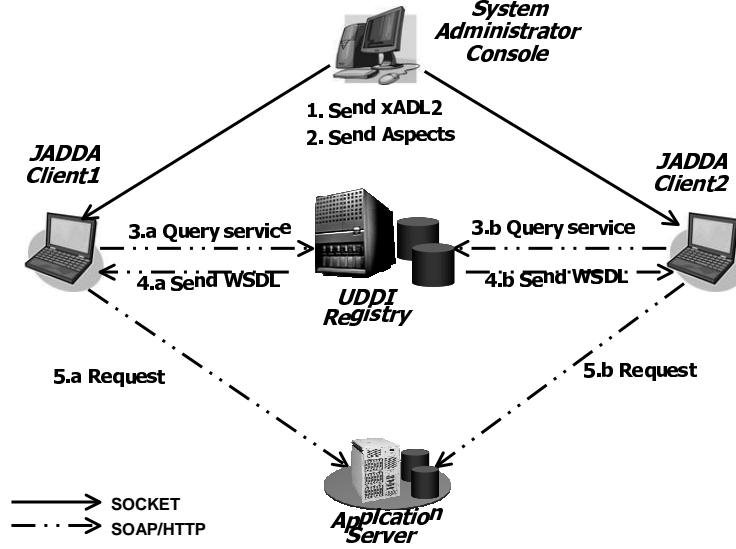 System
Administrator
Console
1. Send xADL2
2. Send Aspects
JADDA
Client1
JADDA
Client2
3.a Query service
3.b Query service
4.a Send WSDL
4.b Send WSDL
UDDI
Registry
5.a Request
5.b Request
SOCKET
SOAP/HTTP
Application
Server